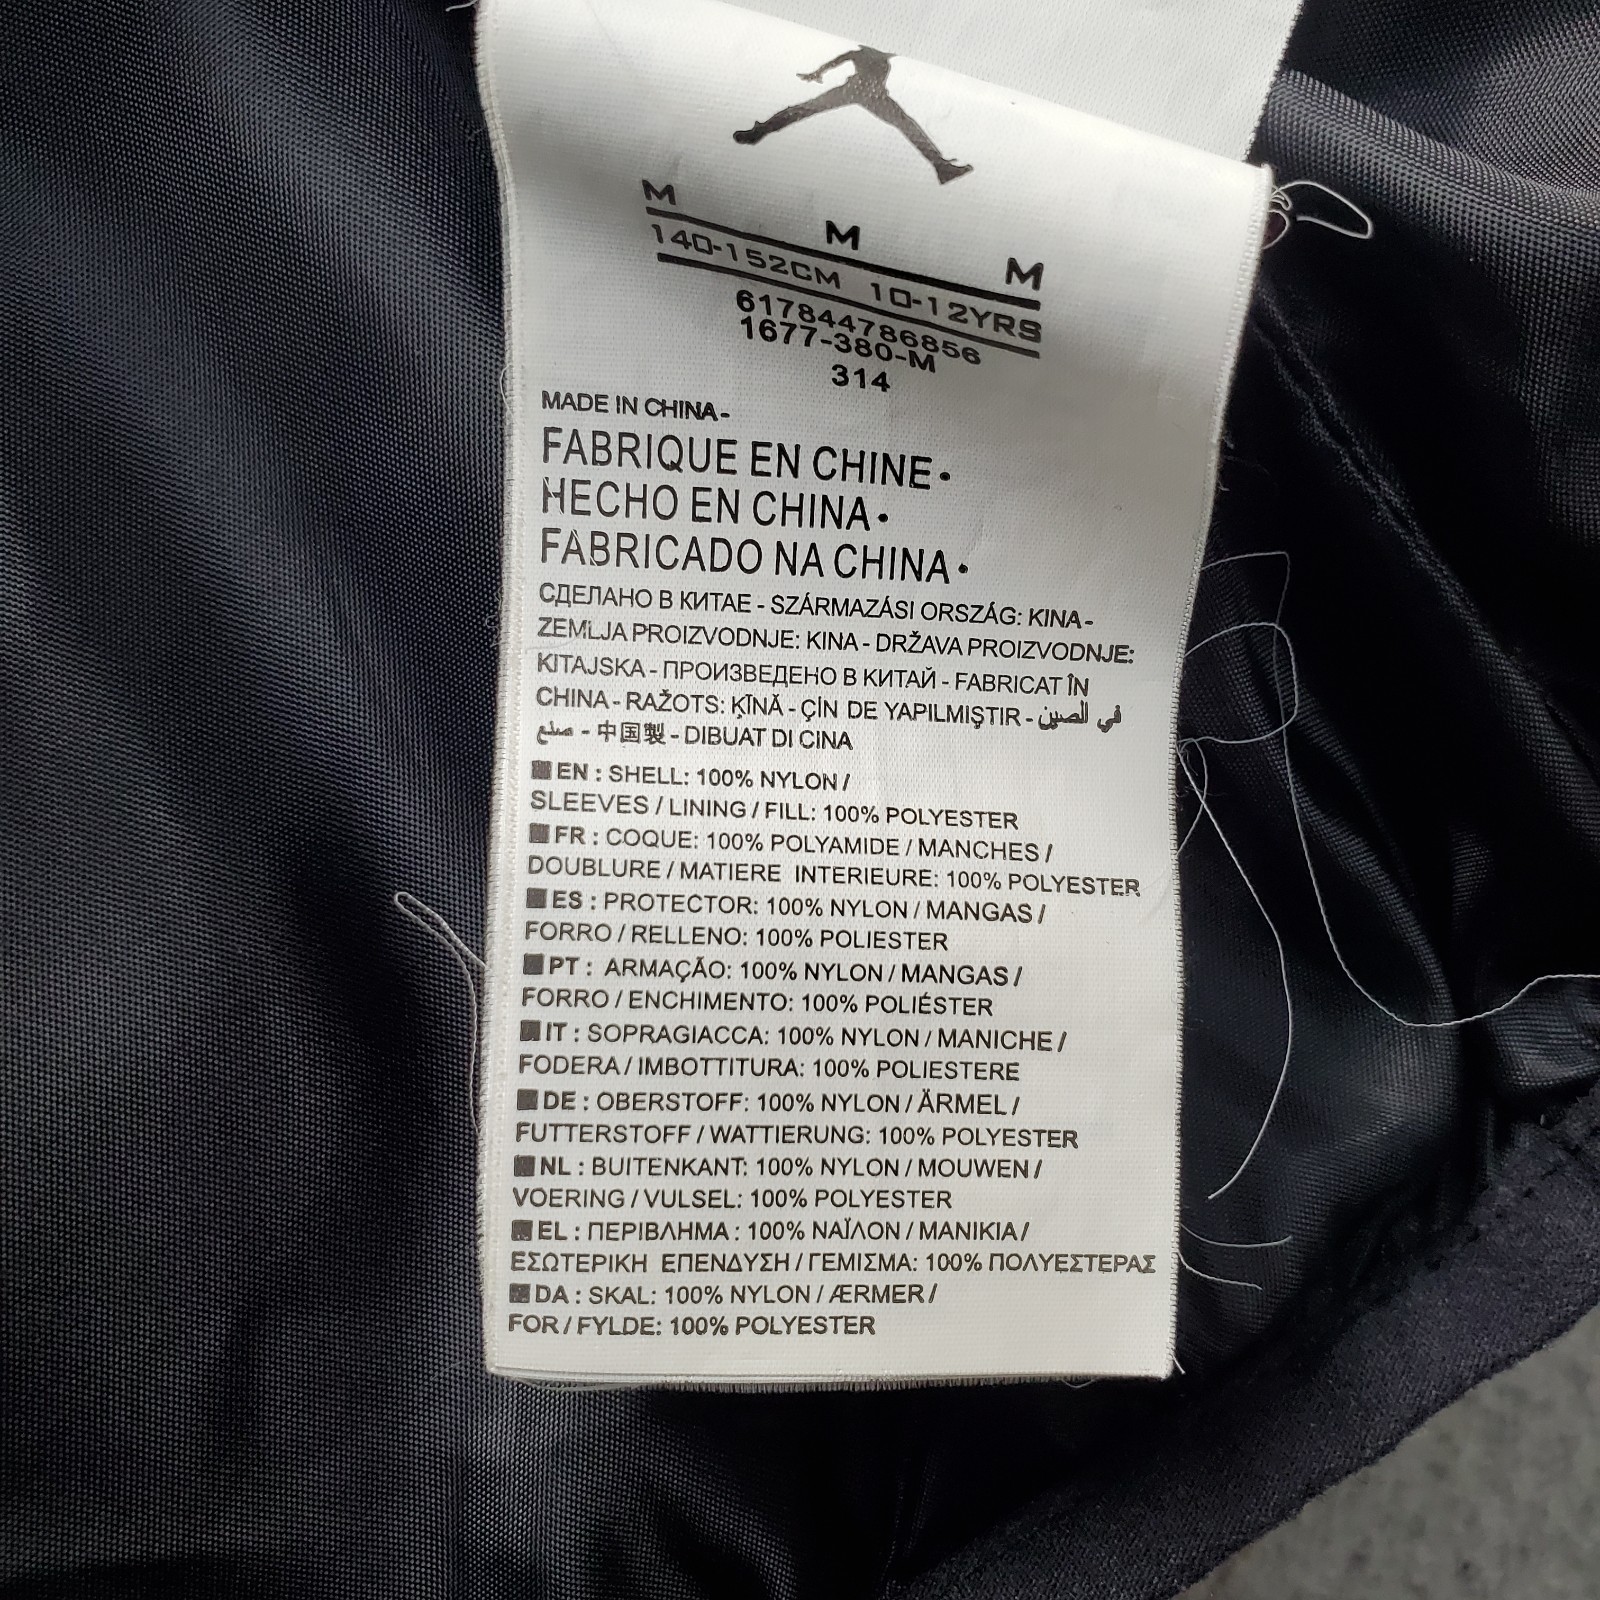 M M M
140-152CM 10-12YRS
617844786856
1677-380-M
314
MADE IN CHINA-
FABRIQUE EN CHINE•
HECHO EN CHINA•
FABRICADO NA CHINA•
СДЕЛАНО В КИТАЕ - SZÁRMAZÁSI ORSZÁG: KINA-
ZEMLJA PROIZVODNJE: KINA - DRŽAVA PROIZVODNJE:
KITAJSKA - ПРОИЗВЕДЕНО В КИТАЙ - FABRICAT ÎN
CHINA - RAŽOTS: ĶĪNĀ - ÇİN DE YAPILMIŞTIR - في الصين
صنع - 中国製 - DIBUAT DI CINA
EN : SHELL: 100% NYLON /
SLEEVES / LINING / FILL: 100% POLYESTER
FR : COQUE: 100% POLYAMIDE / MANCHES /
DOUBLURE / MATIERE INTERIEURE: 100% POLYESTER
ES : PROTECTOR: 100% NYLON / MANGAS /
FORRO / RELLENO: 100% POLIESTER
PT : ARMAÇÃO: 100% NYLON / MANGAS /
FORRO / ENCHIMENTO: 100% POLIÉSTER
IT : SOPRAGIACCA: 100% NYLON / MANICHE /
FODERA / IMBOTTITURA: 100% POLIESTERE
DE : OBERSTOFF: 100% NYLON / ÄRMEL /
FUTTERSTOFF / WATTIERUNG: 100% POLYESTER
NL : BUITENKANT: 100% NYLON / MOUWEN /
VOERING / VULSEL: 100% POLYESTER
EL : ΠΕΡΙΒΛΗΜΑ : 100% ΝΑΪΛΟΝ / ΜΑΝΙΚΙΑ /
ΕΣΩΤΕΡΙΚΗ ΕΠΕΝΔΥΣΗ / ΓΕΜΙΣΜΑ: 100% ΠΟΛΥΕΣΤΕΡΑΣ
DA : SKAL: 100% NYLON / ÆRMER /
FOR / FYLDE: 100% POLYESTER